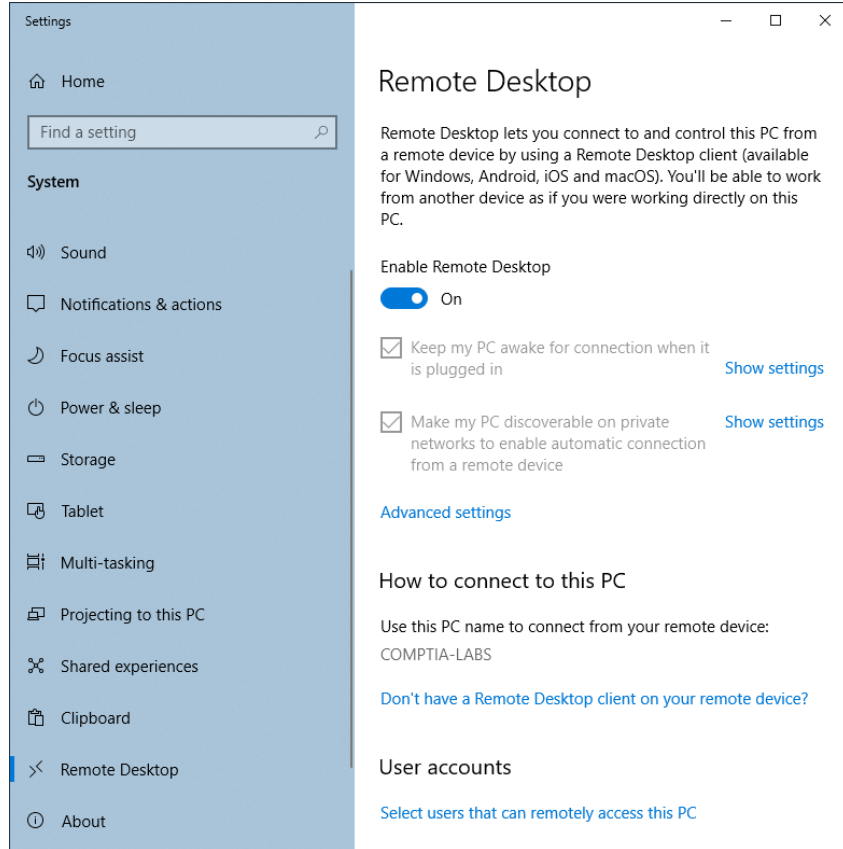 Settings
Home
Find a setting
System
Sound
Notifications & actions
Focus assist
Power & sleep
Storage
Tablet
Multi-tasking
Projecting to this PC
Shared experiences
Clipboard
Remote Desktop
About
Remote Desktop
Remote Desktop lets you connect to and control this PC from
a remote device by using a Remote Desktop client (available
for Windows, Android, iOS and macOS). You'll be able to work
from another device as if you were working directly on this
PC.
Enable Remote Desktop
On
Keep my PC awake for connection when it
is plugged in
Show settings
Make my PC discoverable on private
networks to enable automatic connection
from a remote device
Show settings
Advanced settings
How to connect to this PC
Use this PC name to connect from your remote device:
COMPTIA-LABS
Don't have a Remote Desktop client on your remote device?
User accounts
Select users that can remotely access this PC